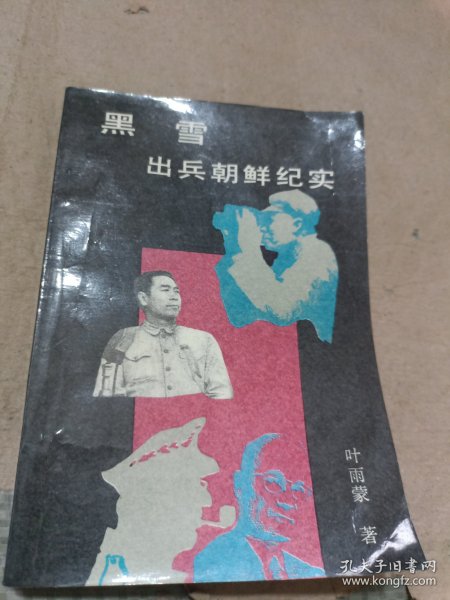 黑雪
出兵朝鲜纪实
叶雨蒙
著
孔夫子旧书网
www.kongfz.com